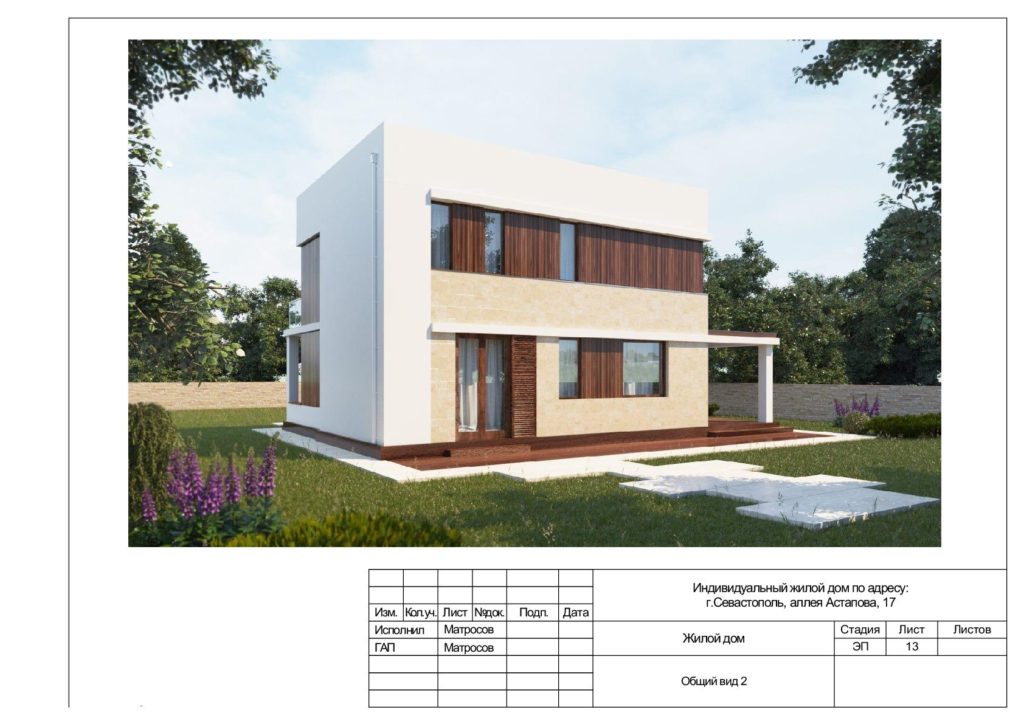 Индивидуальный жилой дом по адресу:
г.Севастополь, аллея Астапова, 17
Изм. Кол.уч. Лист №док. Подп. Дата
Исполнил Матросов
Жилой дом
Стадия Лист Листов
ГАП Матросов
ЭП 13
Общий вид 2